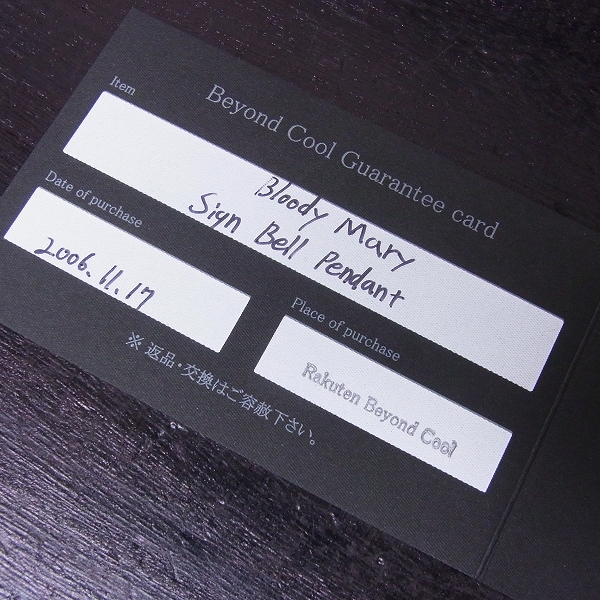 Beyond Cool Guarantee card
Item
Bloody Mary
Sign Bell Pendant
Date of purchase
2006.11.17
Place of purchase
Rakuten Beyond Cool
※ 返品・交換はご容赦下さい。